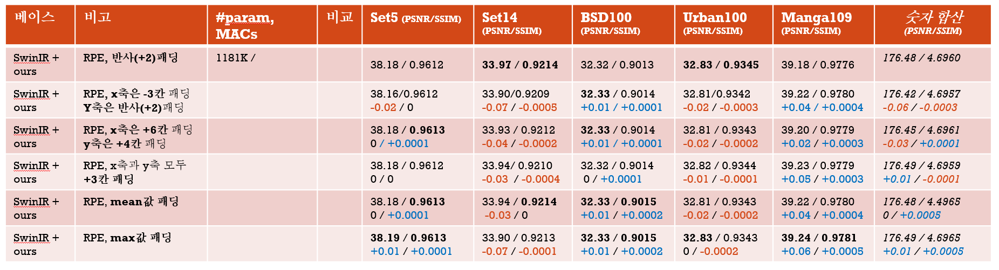 베이스 비고 #param, MACs 비교 Set5 (PSNR/SSIM) Set14 (PSNR/SSIM) BSD100 (PSNR/SSIM) Urban100 (PSNR/SSIM) Manga109 (PSNR/SSIM) 숫자 합산 (PSNR/SSIM)
SwinIR + RPE, 반사(+2)패딩 1181K / 38.18 / 0.9612 33.97 / 0.9214 32.32 / 0.9013 32.83 / 0.9345 39.18 / 0.9776 176.48 / 4.6960
ours
SwinIR + RPE, x축은 -3칸 패딩 38.16/0.9612 33.90/0.9209 32.33 / 0.9014 32.81/0.9342 39.22 / 0.9780 176.42 / 4.6957
ours Y축은 반사(+2)패딩 -0.02 / 0 -0.07 / -0.0005 +0.01 / +0.0001 -0.02 / -0.0003 +0.04 / +0.0004 -0.06 / -0.0003
SwinIR + RPE, x축은 +6칸 패딩 38.18 / 0.9613 33.93 / 0.9212 32.33 / 0.9014 32.81 / 0.9343 39.20 / 0.9779 176.45 / 4.6961
ours y축은 +4칸 패딩 0 / +0.0001 -0.04 / -0.0002 +0.01 / +0.0001 -0.02 / -0.0002 +0.02 / +0.0003 -0.03 / +0.0001
SwinIR + RPE, x축과 y축 모두 38.18 / 0.9612 33.94/ 0.9210 32.32 / 0.9014 32.82 / 0.9344 39.23 / 0.9779 176.49 / 4.6959
ours +3칸 패딩 0 / 0 -0.03 / -0.0004 0 / +0.0001 -0.01 / -0.0001 +0.05 / +0.0003 +0.01 / -0.0001
SwinIR + RPE, mean값 패딩 38.18 / 0.9613 33.94 / 0.9214 32.33 / 0.9015 32.81 / 0.9343 39.22 / 0.9780 176.48 / 4.4965
ours 0 / +0.0001 -0.03 / 0 +0.01 / +0.0002 -0.02 / -0.0002 +0.04 / +0.0004 0 / +0.0005
SwinIR + RPE, max값 패딩 38.19 / 0.9613 33.90 / 0.9213 32.33 / 0.9015 32.83 / 0.9343 39.24 / 0.9781 176.49 / 4.6965
ours +0.01 / +0.0001 -0.07 / -0.0001 +0.01 / +0.0002 0 / -0.0002 +0.06 / +0.0005 +0.01 / +0.0005